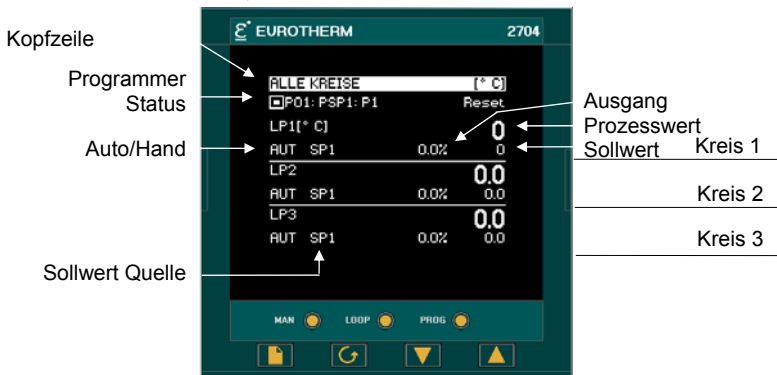 EUROTHERM 2704
Kopfzeile
ALLE KREISE [° C]
Programmer
Status
PO1: PSP1: P1 Reset
Ausgang
Prozesswert
Sollwert
LP1[° C] 0
Auto/Hand
AUT SP1 0.0% 0
Kreis 1
LP2 0.0
AUT SP1 0.0% 0.0
Kreis 2
LP3 0.0
AUT SP1 0.0% 0.0
Kreis 3
Sollwert Quelle
MAN LOOP PROG